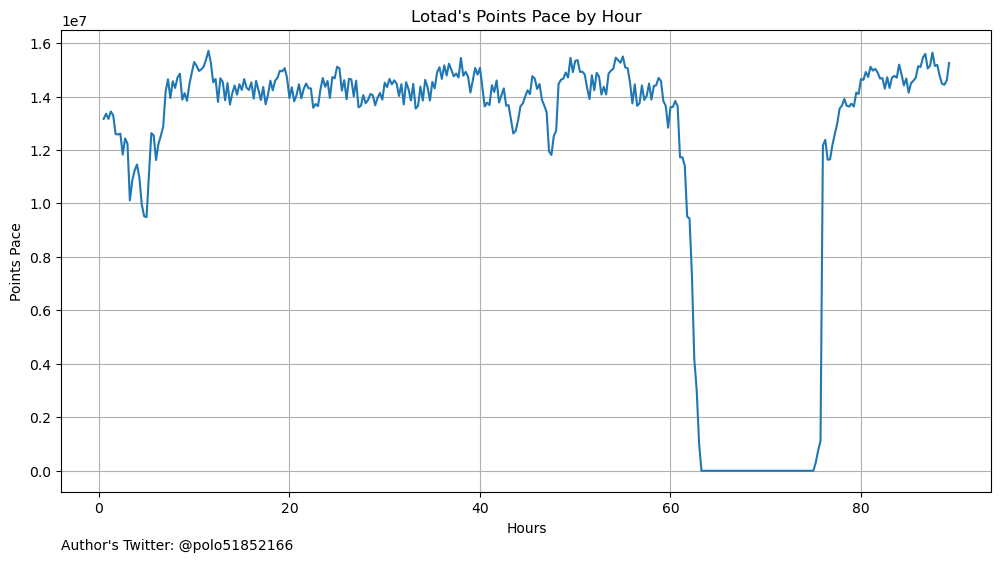 Lotad's Points Pace by Hour
1e7
1.6
1.4
1.2
1.0
0.8
0.6
0.4
0.2
0.0
Points Pace
0 20 40 60 80
Hours
Author's Twitter: @polo51852166